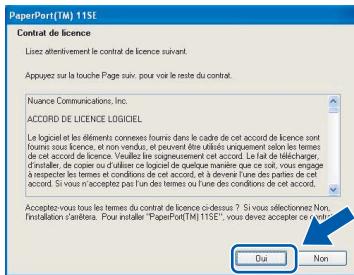 PaperPort(TM) 11SE
Contrat de licence
Lisez attentivement le contrat de licence suivant.
Appuyez sur la touche Page suiv. pour voir le reste du contrat.
Nuance Communications, Inc.
ACCORD DE LICENCE LOGICIEL
Le logiciel et les éléments connexes fournis dans le cadre de cet accord de licence sont
fournis sous licence, et non vendus, et peuvent être utilisés uniquement selon les termes
de cet accord de licence. Veuillez lire soigneusement cet accord. Le fait de télécharger,
d'installer, de copier ou d'utiliser ce logiciel de quelque manière que ce soit, vous engage
à respecter les termes et conditions de cet accord, et à devenir l'une des parties de cet
accord. Si vous n'acceptez pas l'un des termes ou l'une des conditions de cet accord,
Acceptez-vous tous les termes du contrat de licence ci-dessus ? Si vous sélectionnez Non,
l'installation s'arrêtera. Pour installer "PaperPort(TM) 11SE", vous devez accepter ce
Oui
Non